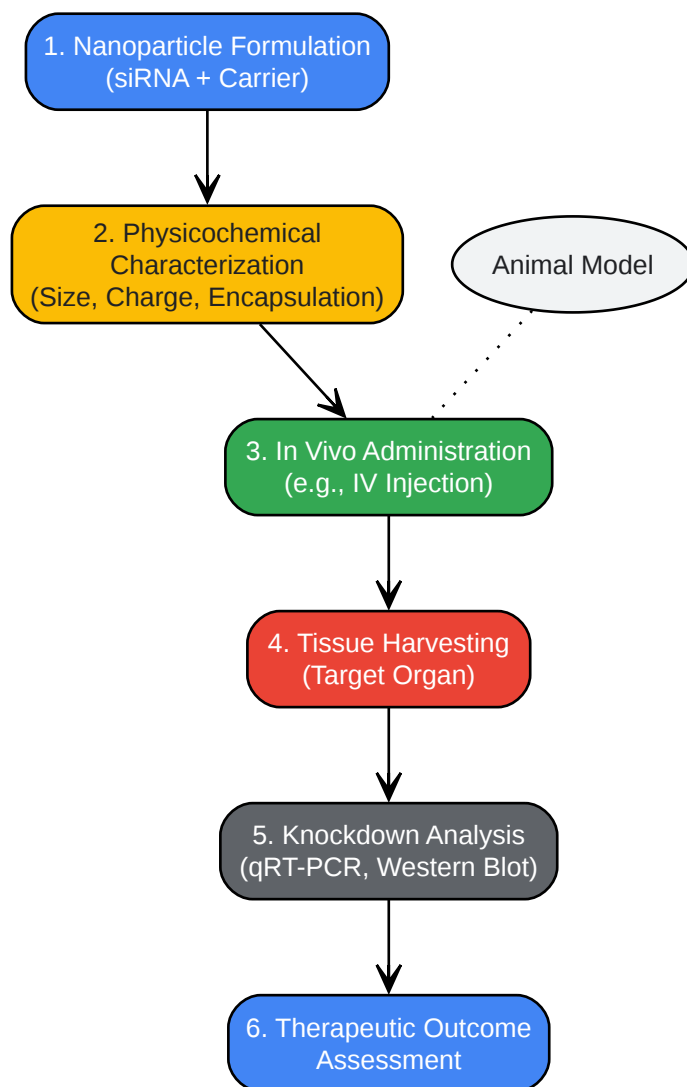 1. Nanoparticle Formulation
(siRNA + Carrier)
2. Physicochemical
Characterization
(Size, Charge, Encapsulation)
Animal Model
3. In Vivo Administration
(e.g., IV Injection)
4. Tissue Harvesting
(Target Organ)
5. Knockdown Analysis
(qRT-PCR, Western Blot)
6. Therapeutic Outcome
Assessment